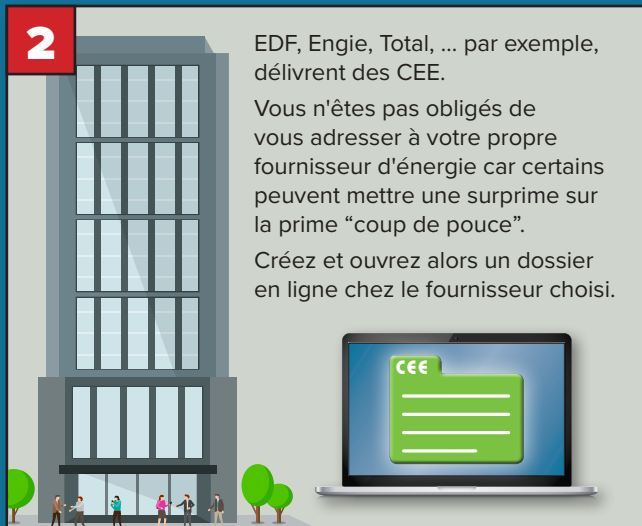 2
EDF, Engie, Total, ... par exemple,
délivrent des CEE.
Vous n'êtes pas obligés de
vous adresser à votre propre
fournisseur d'énergie car certains
peuvent mettre une surprime sur
la prime “coup de pouce”.
Créez et ouvrez alors un dossier
en ligne chez le fournisseur choisi.
CEE